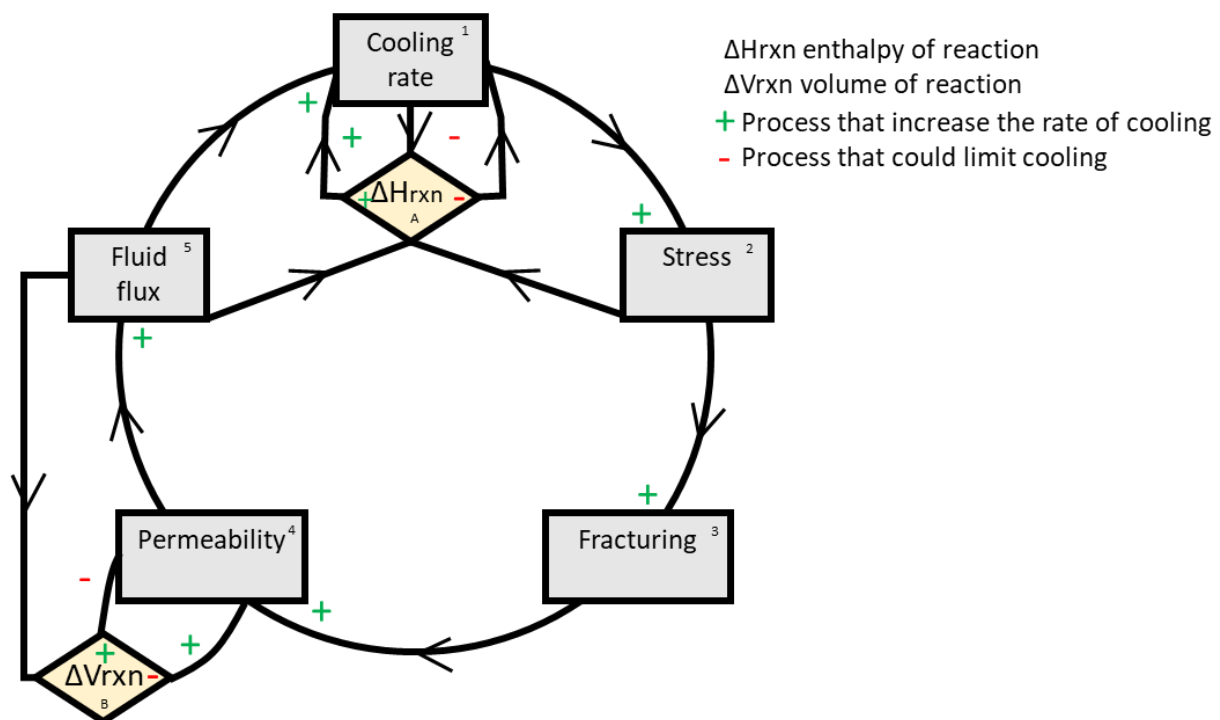 Cooling 1
rate
ΔHrxn enthalpy of reaction
ΔVrxn volume of reaction
+ Process that increase the rate of cooling
- Process that could limit cooling
+
+
-
+ ΔHrxn -
A
+
Stress 2
Fluid 5
flux
+
+
Fracturing 3
Permeability 4
+
-
+
+
ΔVrxn -
B